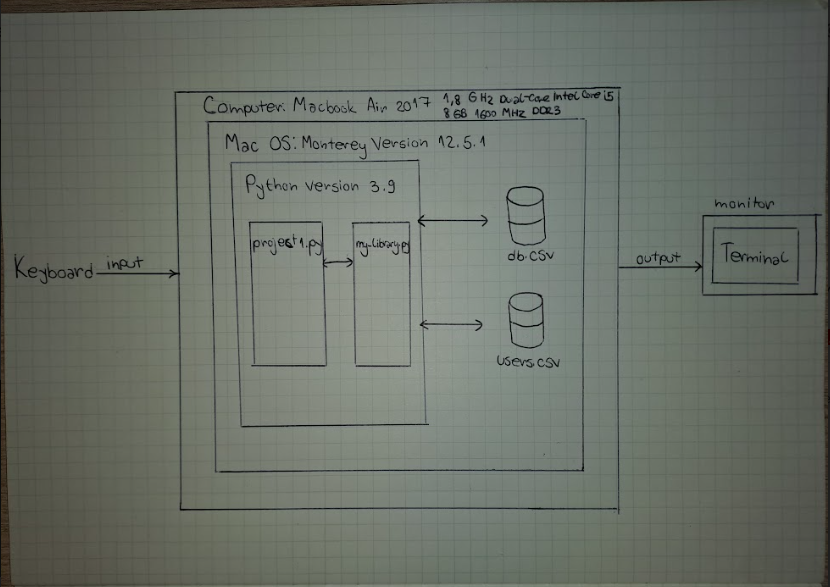 Computer: Macbook Air 2017 1,8 GHz Dual-Core Intel Core i5
8 GB 1600 MHz DDR3
Mac OS: Monterey Version 12.5.1
Python version 3.9
project1.py
my-library.py
db.csv
users.csv
Keyboard
input
output
monitor
Terminal